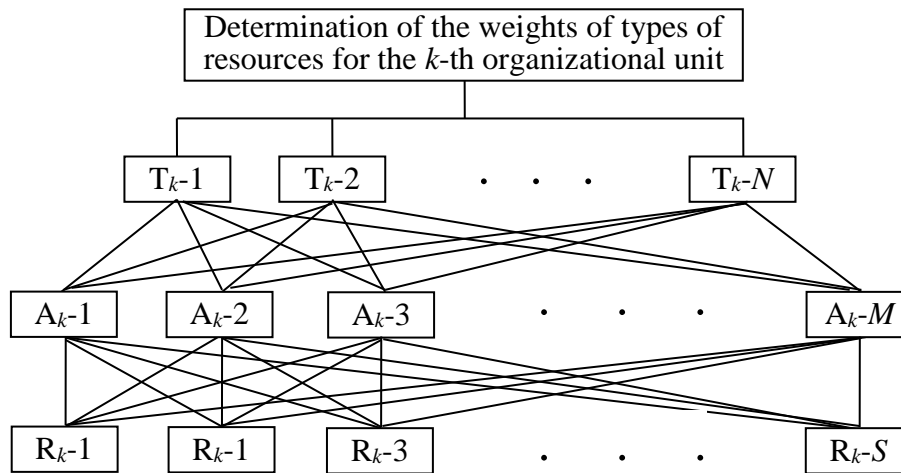 Determination of the weights of types of
resources for the k-th organizational unit
Tk-1 Tk-2 . . . Tk-N
Ak-1 Ak-2 Ak-3 . . . Ak-M
Rk-1 Rk-1 Rk-3 . . . Rk-S